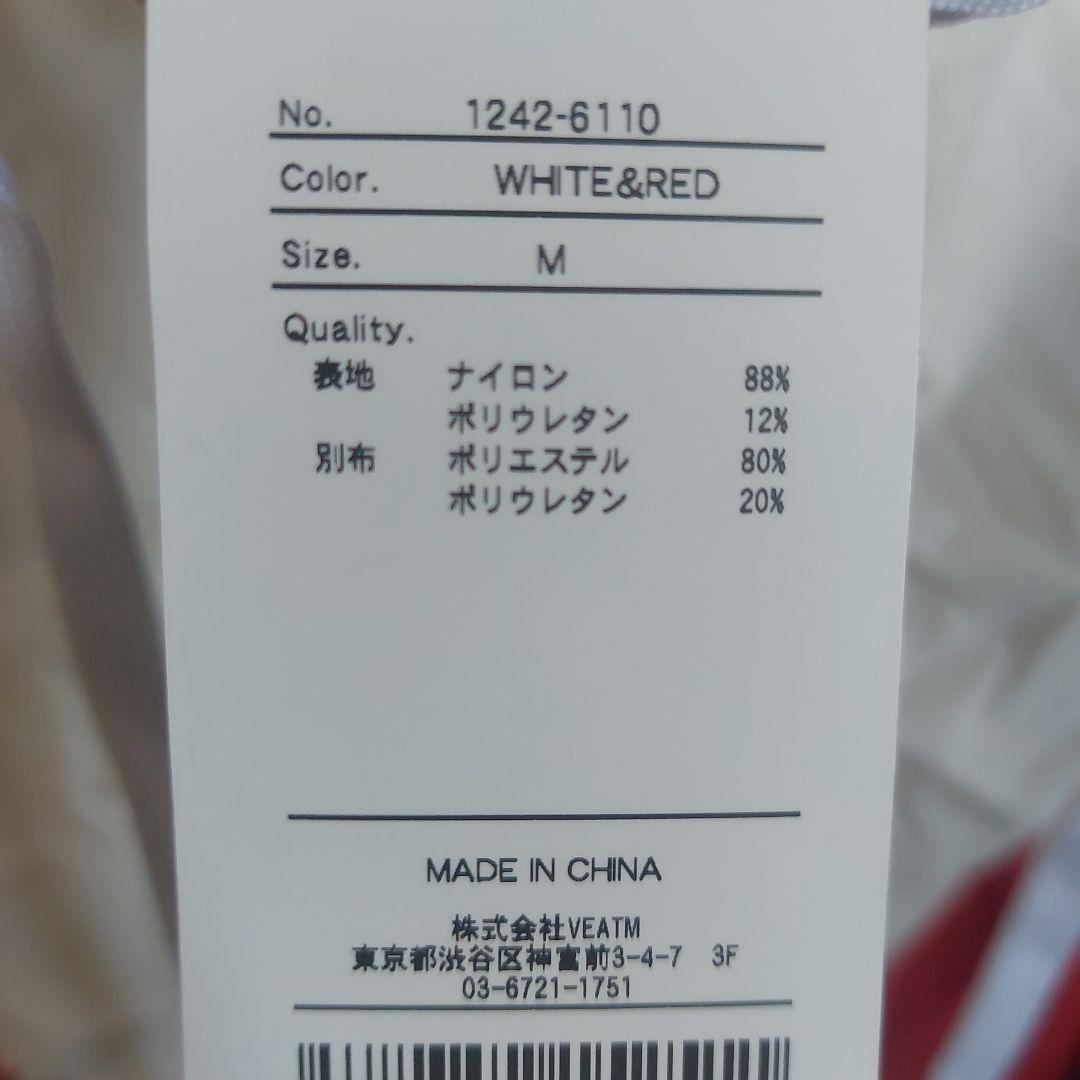 No. 1242-6110
Color. WHITE&RED
Size. M
Quality.
表地 ナイロン 88%
ポリウレタン 12%
別布 ポリエステル 80%
ポリウレタン 20%
MADE IN CHINA
株式会社VEATM
東京都渋谷区神宮前3-4-7 3F
03-6721-1751